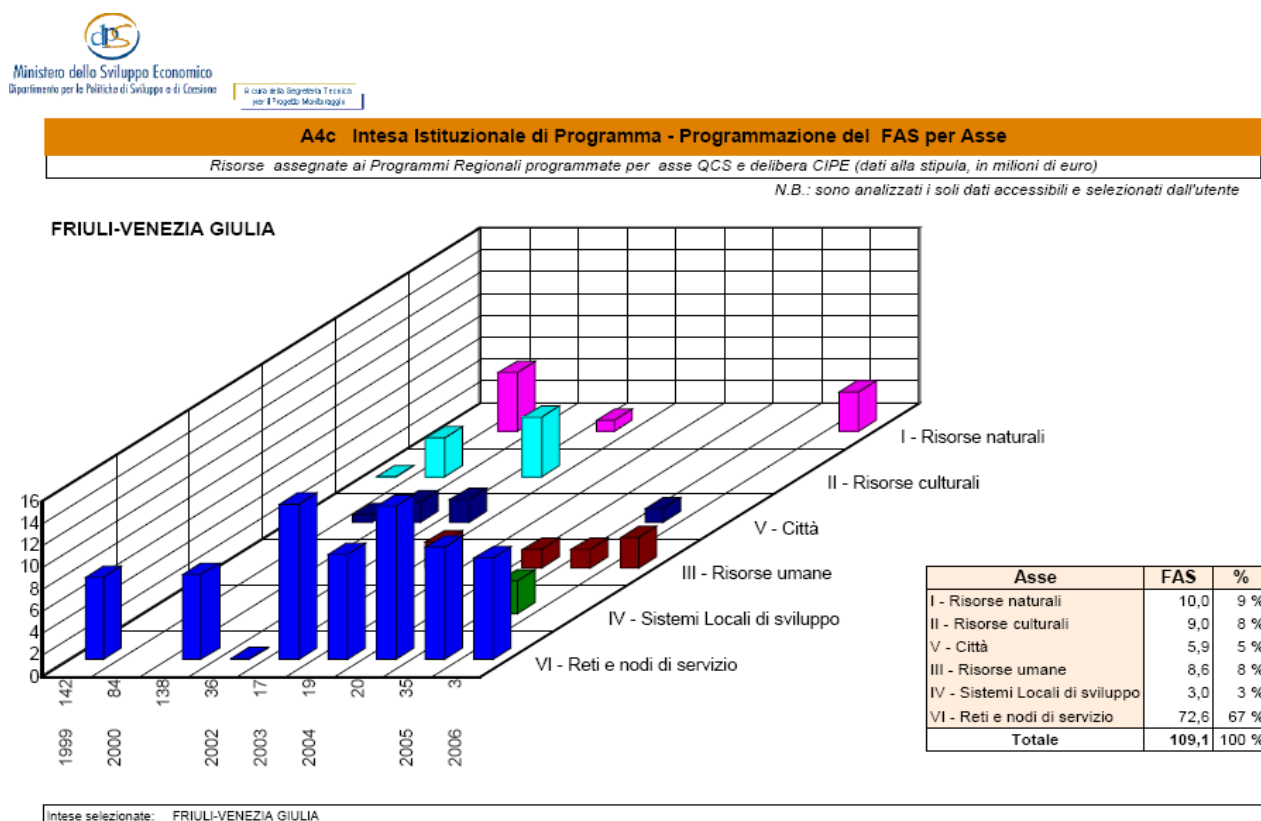 dps
Ministero dello Sviluppo Economico
Dipartimento per le Politiche di Sviluppo e di Coesione
A cura della Segreteria Tecnica
per il Progetto Monitoraggio
A4c Intesa Istituzionale di Programma - Programmazione del FAS per Asse
Risorse assegnate ai Programmi Regionali programmate per asse QCS e delibera CIPE (dati alla stipula, in milioni di euro)
N.B.: sono analizzati i soli dati accessibili e selezionati dall'utente
FRIULI-VENEZIA GIULIA
I - Risorse naturali
II - Risorse culturali
V - Città
III - Risorse umane
IV - Sistemi Locali di sviluppo
VI - Reti e nodi di servizio
16
14
12
10
8
6
4
2
0
142 84 138 36 17 19 20 35 3
1999 2000 2002 2003 2004 2005 2006
Asse FAS %
I - Risorse naturali 10,0 9 %
II - Risorse culturali 9,0 8 %
V - Città 5,9 5 %
III - Risorse umane 8,6 8 %
IV - Sistemi Locali di sviluppo 3,0 3 %
VI - Reti e nodi di servizio 72,6 67 %
Totale 109,1 100 %
Intese selezionate: FRIULI-VENEZIA GIULIA